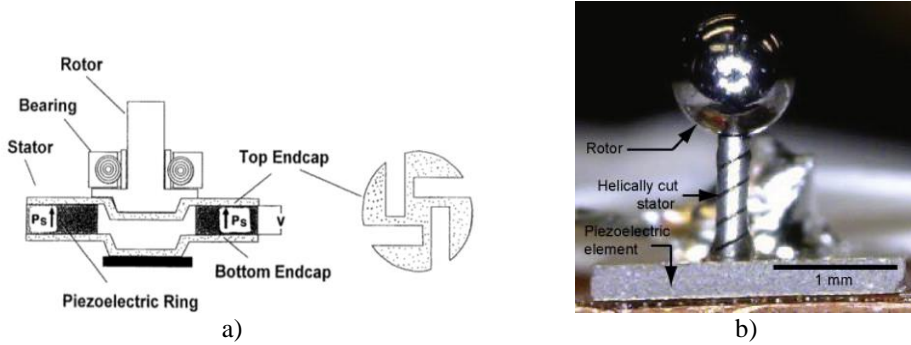 Rotor
Bearing
Stator
Top Endcap
Ps
Ps
V
Bottom Endcap
Piezoelectric Ring
a)
Rotor
Helically cut
stator
Piezoelectric
element
1 mm
b)